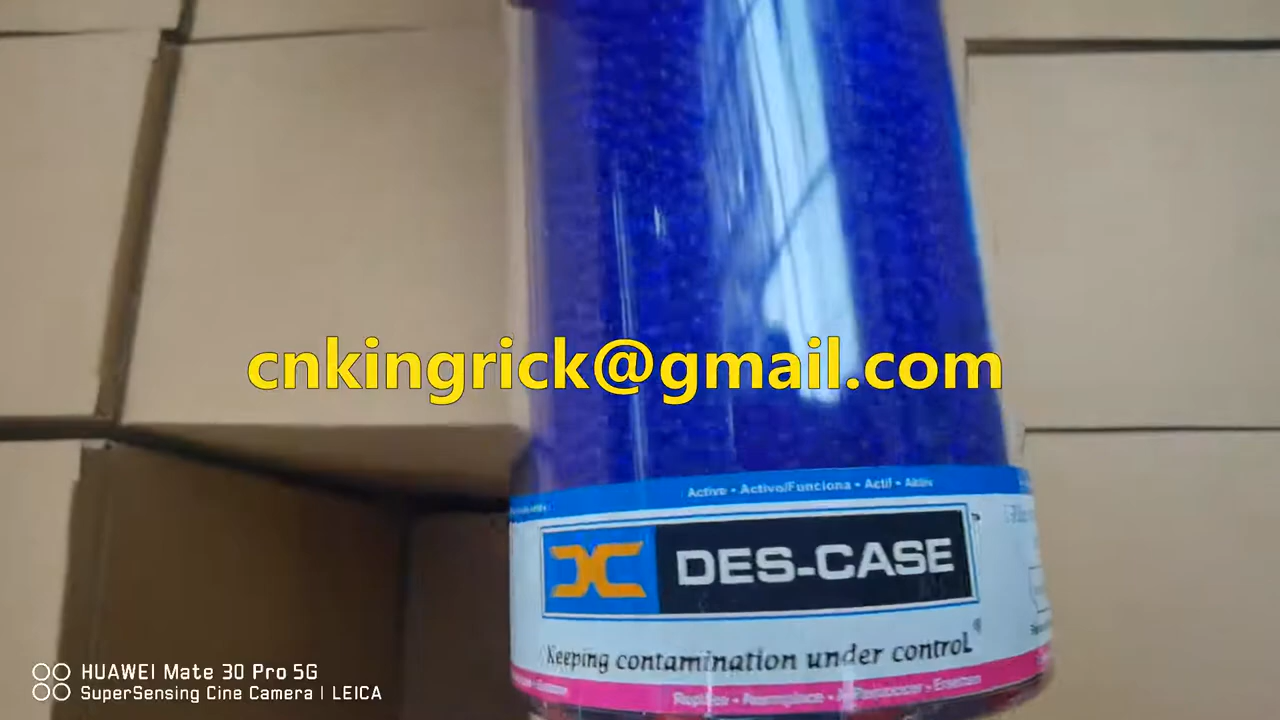 cnkingrick@gmail.com
Active • Activo/Funciona • Actif • Aktiv
DES-CASE
Keeping contamination under controL®
HUAWEI Mate 30 Pro 5G
SuperSensing Cine Camera | LEICA